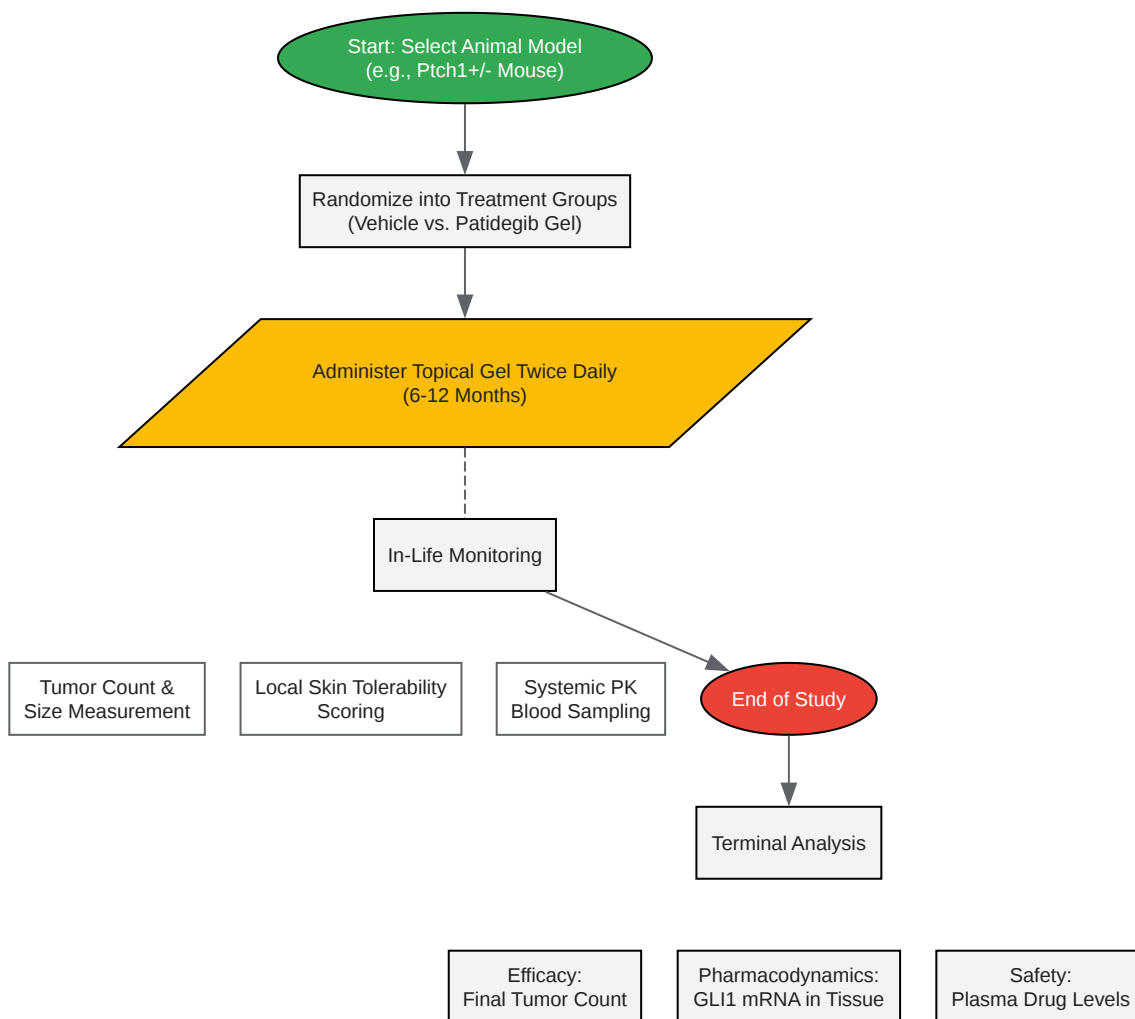 Start: Select Animal Model
(e.g., Ptch1+/- Mouse)
Randomize into Treatment Groups
(Vehicle vs. Patidegib Gel)
Administer Topical Gel Twice Daily
(6-12 Months)
In-Life Monitoring
Tumor Count &
Size Measurement
Local Skin Tolerability
Scoring
Systemic PK
Blood Sampling
End of Study
Terminal Analysis
Efficacy:
Final Tumor Count
Pharmacodynamics:
GLI1 mRNA in Tissue
Safety:
Plasma Drug Levels